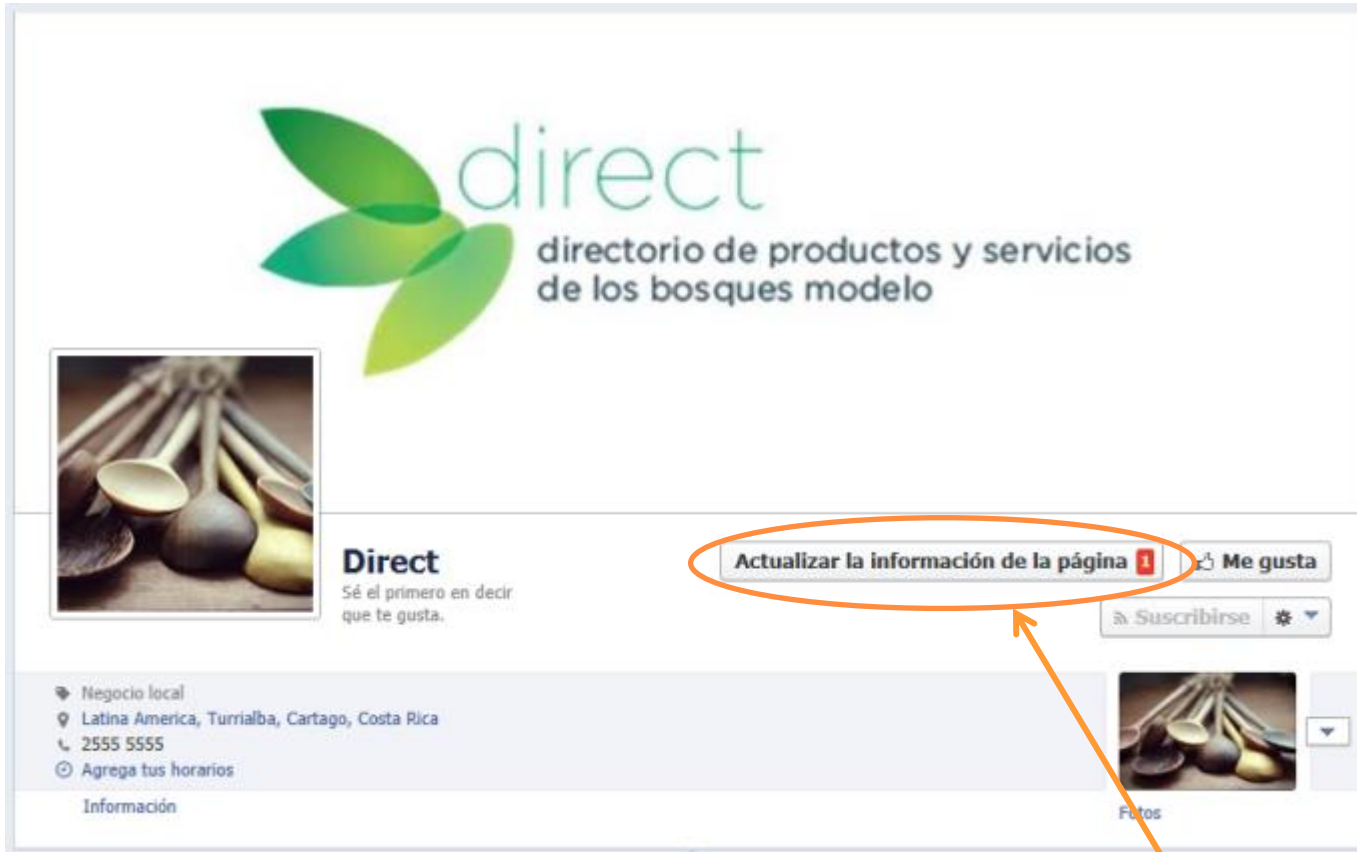 direct
directorio de productos y servicios
de los bosques modelo
Direct
Sé el primero en decir
que te gusta.
Actualizar la información de la página 1
Me gusta
Suscribirse
Negocio local
Latina America, Turrialba, Cartago, Costa Rica
2555 5555
Agrega tus horarios
Información
Fotos